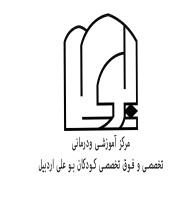 مرکز آموزشی ودرمانی
تخصصی و فوق تخصصی کودکان بو علی اردبیل